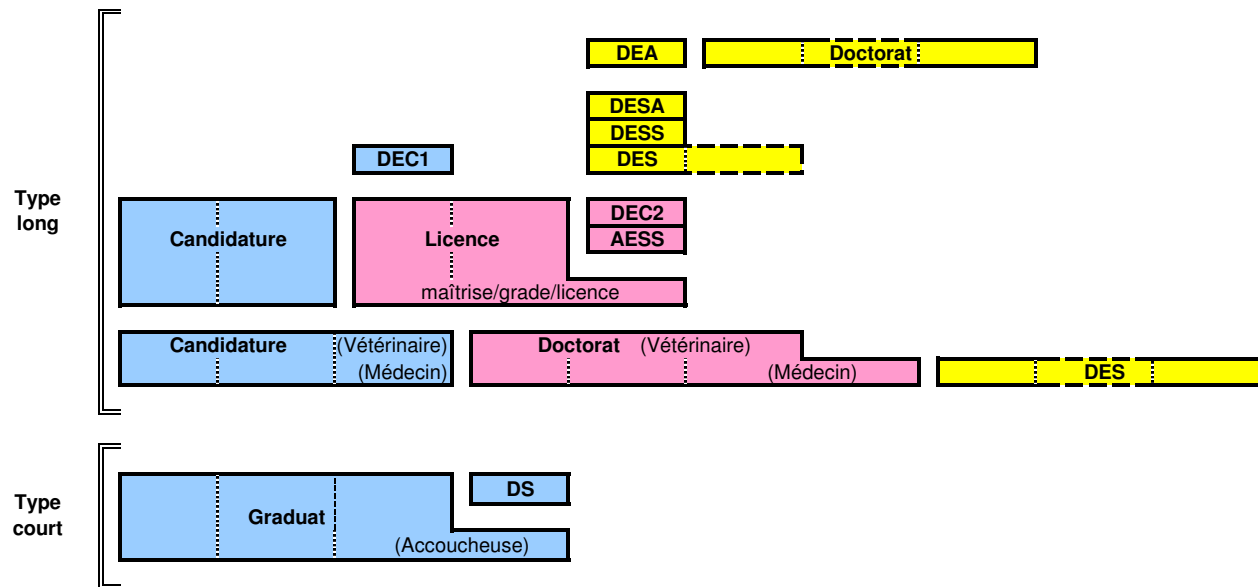 DEA
Doctorat
DESA
DESS
DES
DEC1
Type
long
Candidature
Licence
DEC2
AESS
maîtrise/grade/licence
Candidature (Vétérinaire)
(Médecin)
Doctorat (Vétérinaire)
(Médecin)
DES
Type
court
Graduat
DS
(Accoucheuse)